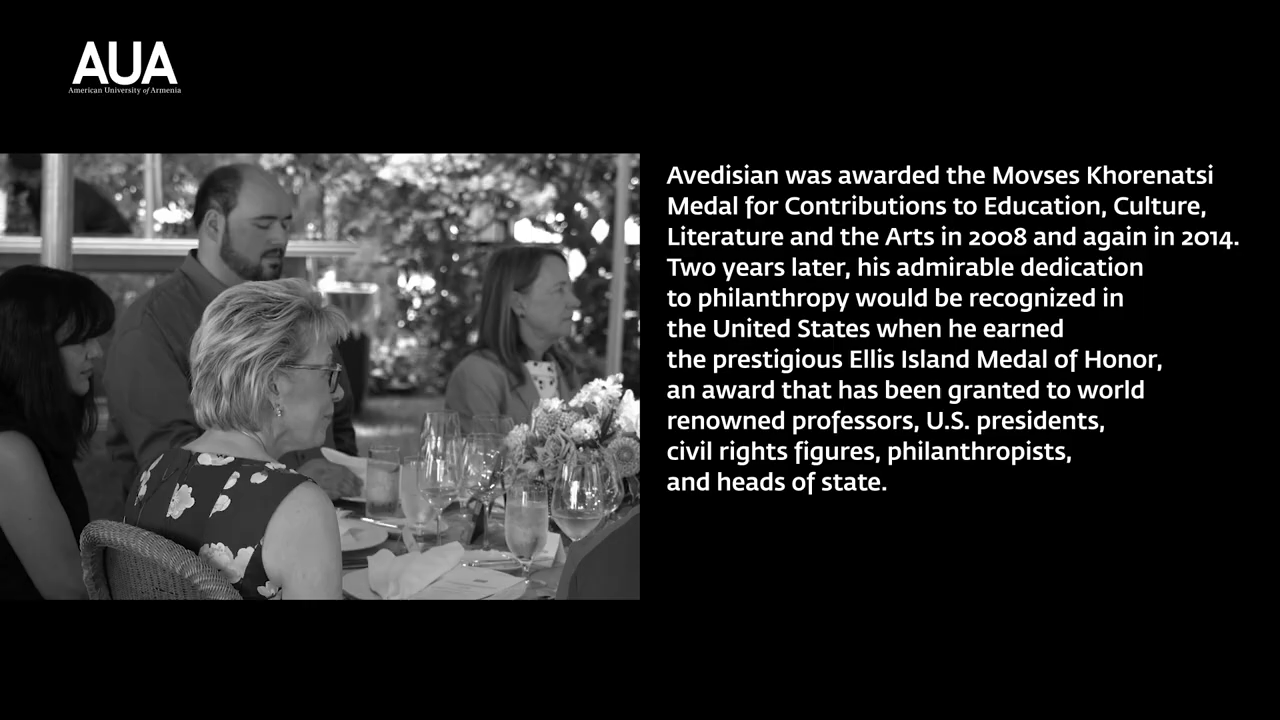 AUA
American University of Armenia
Avedisian was awarded the Movses Khorenatsi
Medal for Contributions to Education, Culture,
Literature and the Arts in 2008 and again in 2014.
Two years later, his admirable dedication
to philanthropy would be recognized in
the United States when he earned
the prestigious Ellis Island Medal of Honor,
an award that has been granted to world
renowned professors, U.S. presidents,
civil rights figures, philanthropists,
and heads of state.